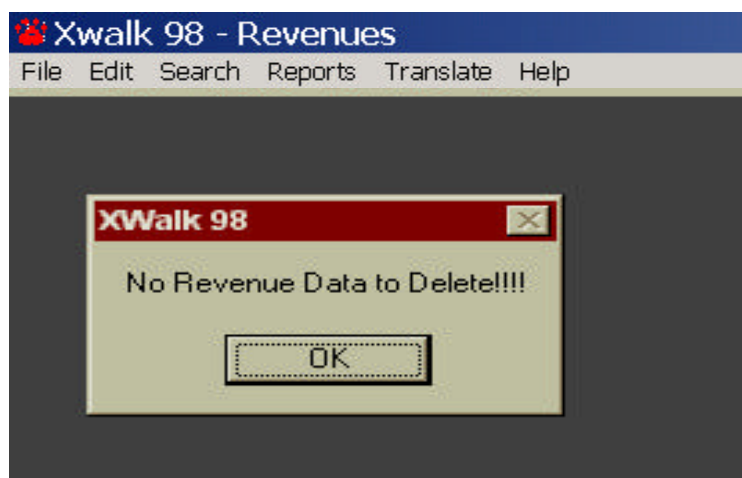 Xwalk 98 - Revenues
File Edit Search Reports Translate Help
XWalk 98
No Revenue Data to Delete!!!!
OK